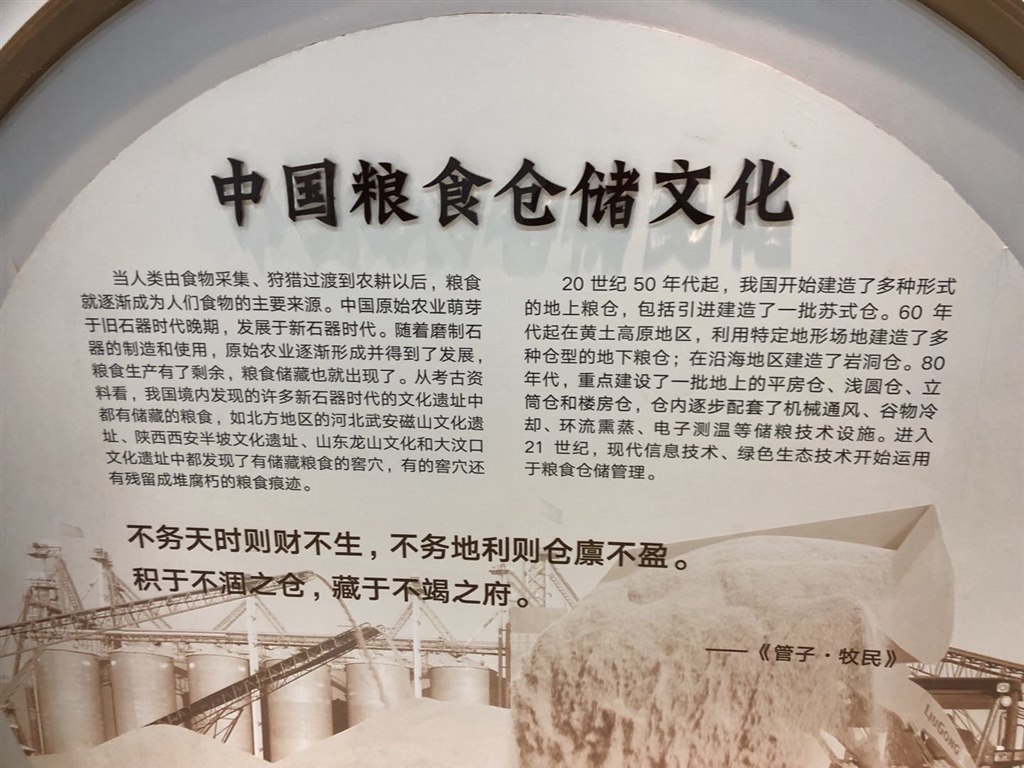 中国粮食仓储文化
当人类由食物采集、狩猎过渡到农耕以后，粮食
就逐渐成为人们食物的主要来源。中国原始农业萌芽
于旧石器时代晚期，发展于新石器时代。随着磨制石
器的制造和使用，原始农业逐渐形成并得到了发展，
粮食生产有了剩余，粮食储藏也就出现了。从考古资
料看，我国境内发现的许多新石器时代的文化遗址中
都有储藏的粮食，如北方地区的河北武安磁山文化遗
址、陕西西安半坡文化遗址、山东龙山文化和大汶口
文化遗址中都发现了有储藏粮食的窖穴，有的窖穴还
有残留成堆腐朽的粮食痕迹。
20 世纪 50 年代起，我国开始建造了多种形式
的地上粮仓，包括引进建造了一批苏式仓。60 年
代起在黄土高原地区，利用特定地形场地建造了多
种仓型的地下粮仓；在沿海地区建造了岩洞仓。80
年代，重点建设了一批地上的平房仓、浅圆仓、立
筒仓和楼房仓，仓内逐步配套了机械通风、谷物冷
却、环流熏蒸、电子测温等储粮技术设施。进入
21 世纪，现代信息技术、绿色生态技术开始运用
于粮食仓储管理。
不务天时则财不生，不务地利则仓廪不盈。
积于不涸之仓，藏于不竭之府。
——《管子·牧民》
LIUGONG